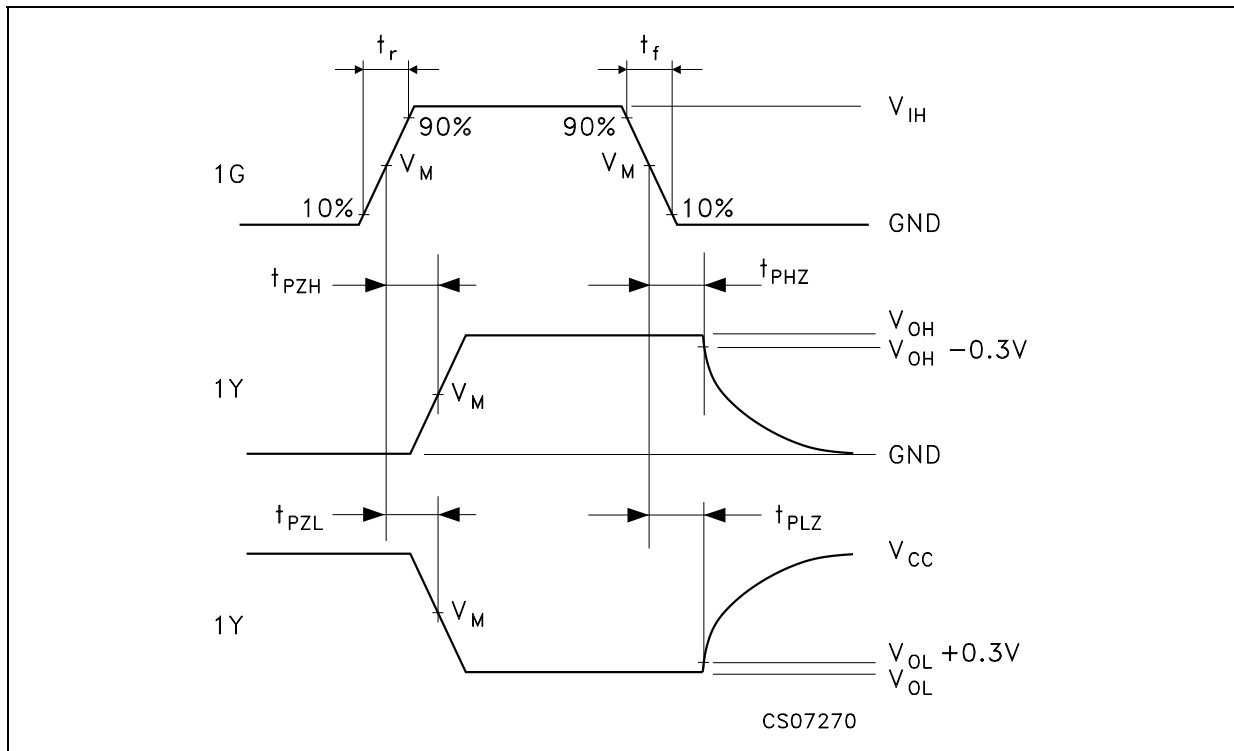 tr tf
VIH
90% 90%
1G VM VM
10% 10%
GND
tPZH tPHZ
VOH
VOH -0.3V
1Y VM
GND
tPZL tPLZ
VCC
1Y VM
VOL +0.3V
VOL
CS07270